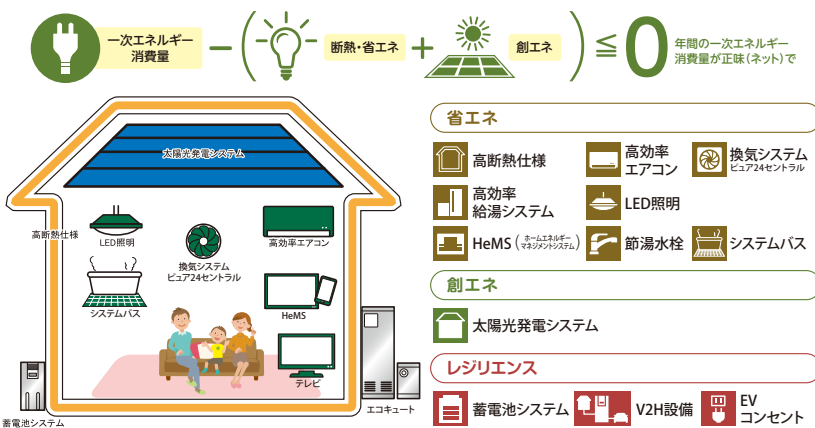 一次エネルギー
消費量
−
(
断熱・省エネ
+
創エネ
)
≦
0
年間の一次エネルギー
消費量が正味(ネット)で
太陽光発電システム
高断熱仕様
LED照明
換気システム
ピュア24セントラル
高効率エアコン
システムバス
HeMS
テレビ
エコキュート
蓄電池システム
省エネ
高断熱仕様
高効率
エアコン
換気システム
ピュア24セントラル
高効率
給湯システム
LED照明
HeMS(ホームエネルギー
マネジメントシステム)
節湯水栓
システムバス
創エネ
太陽光発電システム
レジリエンス
蓄電池システム
V2H設備
EV
コンセント